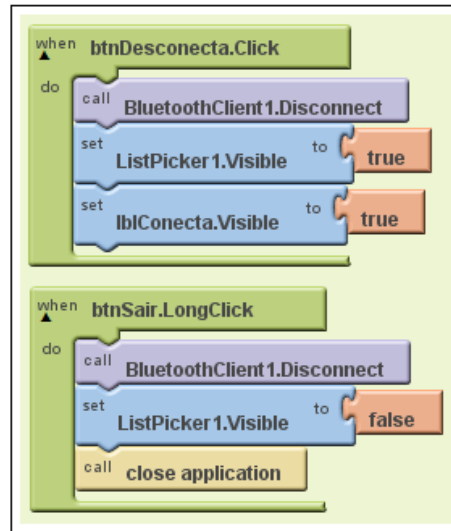 when btnDesconecta.Click
do
call BluetoothClient1.Disconnect
set ListPicker1.Visible to true
set lblConecta.Visible to true
when btnSair.LongClick
do
call BluetoothClient1.Disconnect
set ListPicker1.Visible to false
call close application